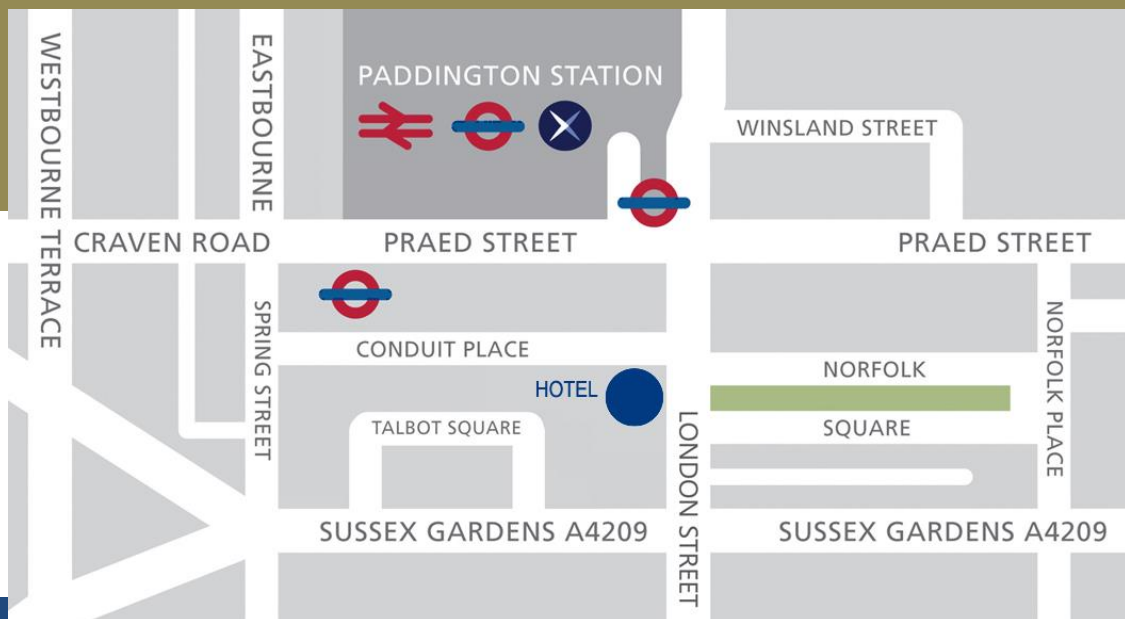 WESTBOURNE TERRACE
EASTBOURNE
PADDINGTON STATION
WINSLAND STREET
CRAVEN ROAD
PRAED STREET
PRAED STREET
SPRING STREET
CONDUIT PLACE
NORFOLK
SQUARE
NORFOLK PLACE
HOTEL
TALBOT SQUARE
LONDON STREET
SUSSEX GARDENS A4209
SUSSEX GARDENS A4209